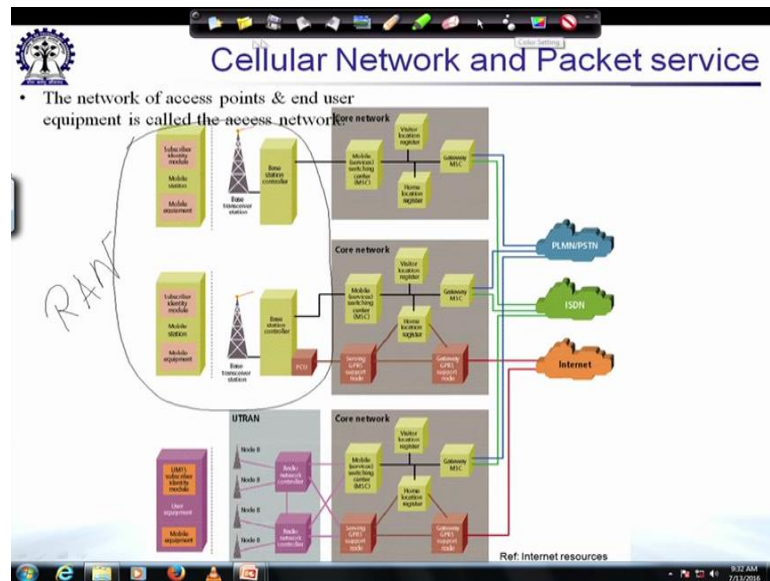 Color Setting
Cellular Network and Packet service
• The network of access points & end user
equipment is called the access network.
Core network
Subscriber
identity
module
Mobile
station
Mobile
equipment
Base
transceiver
station
Base
station
controller
Mobile
(services)
switching
center
(MSC)
Visitor
location
register
Home
location
register
Gateway
MSC
PLMN/PSTN
RAN
Core network
Subscriber
identity
module
Mobile
station
Mobile
equipment
Base
transceiver
station
Base
station
controller
PCU
Mobile
(services)
switching
center
(MSC)
Visitor
location
register
Home
location
register
Gateway
MSC
Serving
GPRS
support
node
Gateway
GPRS
support
node
ISDN
Internet
UTRAN
Core network
UMTS
subscriber
identity
module
User
equipment
Mobile
equipment
Node B
Node B
Node B
Node B
Radio
network
controller
Radio
network
controller
Mobile
(services)
switching
center
(MSC)
Visitor
location
register
Home
location
register
Gateway
MSC
Serving
GPRS
support
node
Gateway
GPRS
support
node
Ref: Internet resources
9:32 AM
7/13/2016